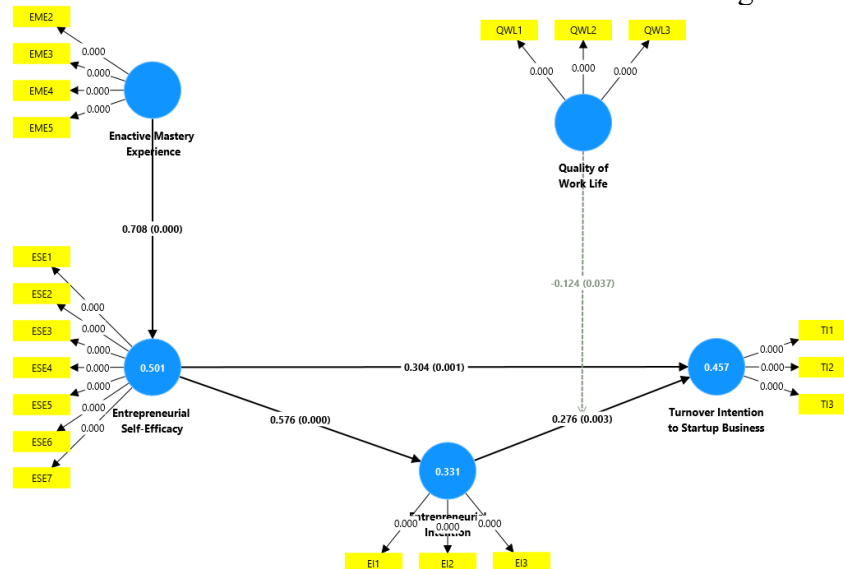 EME2
EME3
EME4
EME5
0.000
0.000
0.000
0.000
Enactive Mastery
Experience
QWL1
QWL2
QWL3
0.000
0.000
0.000
Quality of
Work Life
0.708 (0.000)
-0.124 (0.037)
ESE1
ESE2
ESE3
ESE4
ESE5
ESE6
ESE7
0.000
0.000
0.000
0.000
0.000
0.000
0.000
0.501
Entrepreneurial
Self-Efficacy
0.304 (0.001)
0.576 (0.000)
0.276 (0.003)
0.457
Turnover Intention
to Startup Business
0.000
0.000
0.000
TI1
TI2
TI3
0.331
Entrepreneurial
Intention
0.000
0.000
0.000
EI1
EI2
EI3